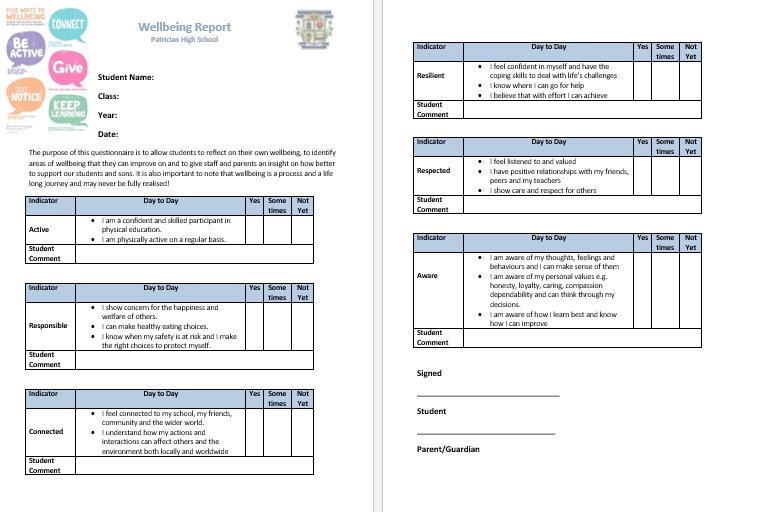 FIVE WAYS TO
WELLBEING
CONNECT
BE
ACTIVE
Give
TAKE
NOTICE
KEEP
LEARNING
Wellbeing Report
Patrician High School
Student Name:
Class:
Year:
Date:
The purpose of this questionnaire is to allow students to reflect on their own wellbeing, to identify
areas of wellbeing that they can improve on and to give staff and parents an insight on how better
to support our students and sons. It is also important to note that wellbeing is a process and a life
long journey and may never be fully realised!
Indicator Day to Day Yes Some times Not Yet
Active
• I am a confident and skilled participant in
physical education.
• I am physically active on a regular basis.
Student
Comment
Indicator Day to Day Yes Some times Not Yet
Responsible
• I show concern for the happiness and
welfare of others.
• I can make healthy eating choices.
• I know when my safety is at risk and I make
the right choices to protect myself.
Student
Comment
Indicator Day to Day Yes Some times Not Yet
Connected
• I feel connected to my school, my friends,
community and the wider world.
• I understand how my actions and
interactions can affect others and the
environment both locally and worldwide
Student
Comment
Indicator Day to Day Yes Some times Not Yet
Resilient
• I feel confident in myself and have the
coping skills to deal with life's challenges
• I know where I can go for help
• I believe that with effort I can achieve
Student
Comment
Indicator Day to Day Yes Some times Not Yet
Respected
• I feel listened to and valued
• I have positive relationships with my friends,
peers and my teachers
• I show care and respect for others
Student
Comment
Indicator Day to Day Yes Some times Not Yet
Aware
• I am aware of my thoughts, feelings and
behaviours and I can make sense of them
• I am aware of my personal values e.g.
honesty, loyalty, caring, compassion
dependability and can think through my
decisions.
• I am aware of how I learn best and know
how I can improve
Student
Comment
Signed
Student
Parent/Guardian